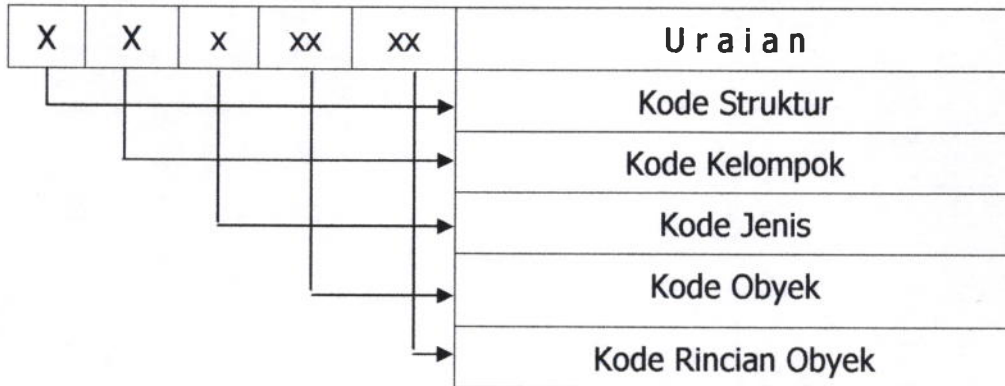 X X x xx xx Uraian
Kode Struktur
Kode Kelompok
Kode Jenis
Kode Obyek
Kode Rincian Obyek